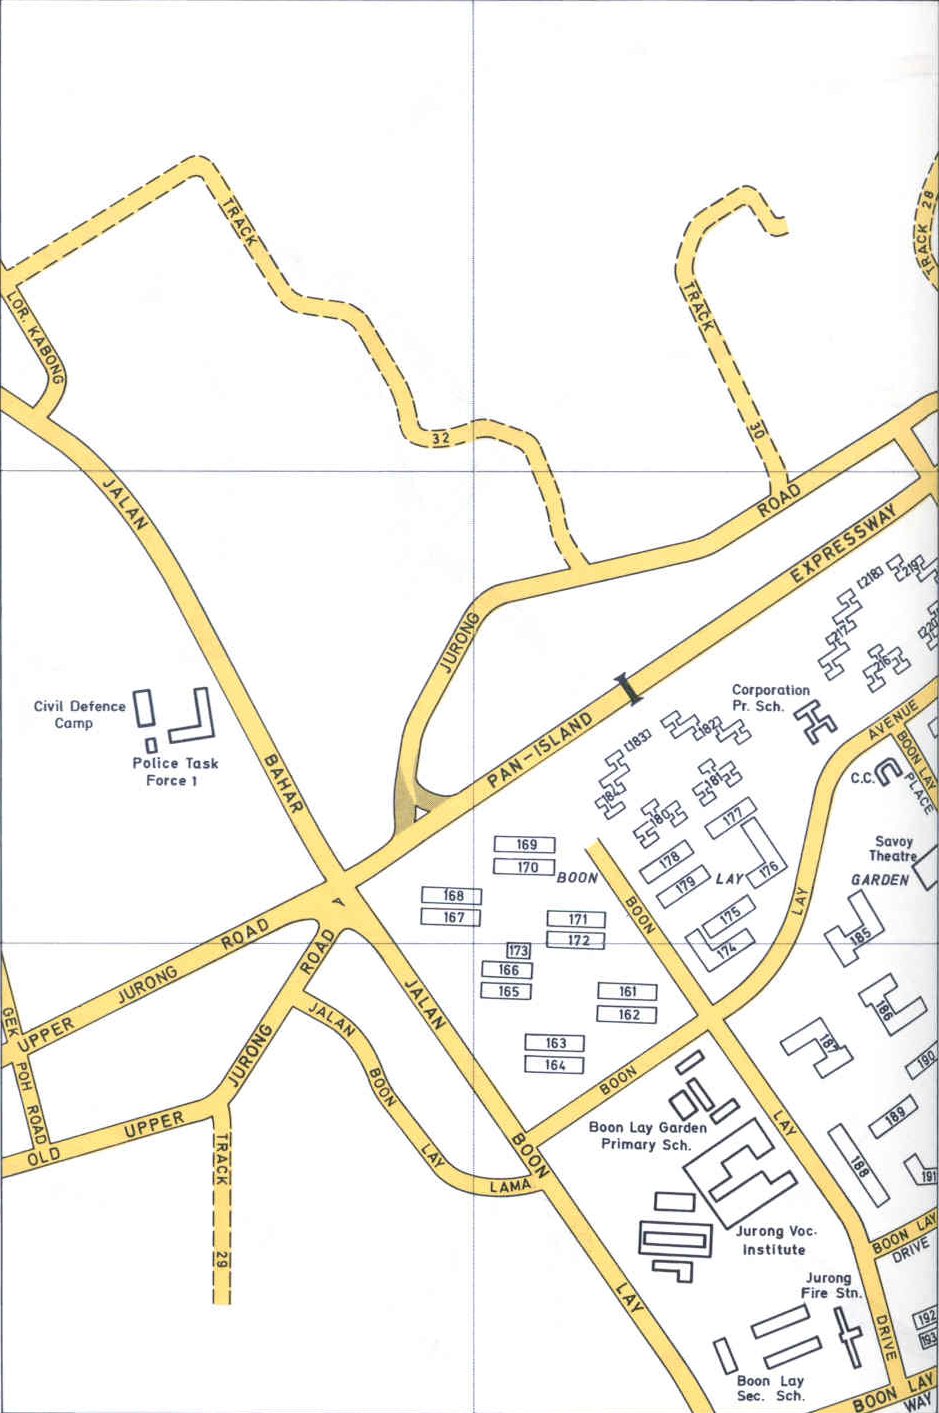 TRACK 28
TRACK
TRACK
LOR. KABONG
32
30
JALAN
ROAD
EXPRESSWAY
[218]
219
217
220
216
JURONG
Corporation
Pr. Sch.
AVENUE
BOON LAY
PLACE
Civil Defence
Camp
Police Task
Force 1
BAHAR
PAN-ISLAND
[183]
182
181
184
180
C.C.
177
Savoy
Theatre
GARDEN
169
170
BOON
178
179
LAY
176
168
167
171
172
BOON
175
174
LAY
185
173
166
165
161
162
163
164
186
187
190
189
188
191
UPPER
JURONG
ROAD
GEK
POH ROAD
ROAD
JURONG
UPPER
OLD
JALAN
BOON
LAY
LAMA
JALAN
BOON
LAY
BOON
LAY
Boon Lay Garden
Primary Sch.
TRACK
29
Jurong Voc.
Institute
BOON LAY
DRIVE
Jurong
Fire Stn.
DRIVE
192
193
Boon Lay
Sec. Sch.
BOON LAY
WAY